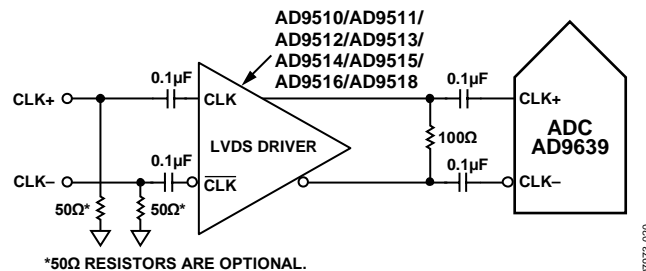 AD9510/AD9511/
AD9512/AD9513/
AD9514/AD9515/
AD9516/AD9518
0.1µF
0.1µF
CLK+
CLK
CLK+
ADC
AD9639
LVDS DRIVER
100Ω
0.1µF
0.1µF
CLK–
CLK
CLK–
50Ω*
50Ω*
*50Ω RESISTORS ARE OPTIONAL.